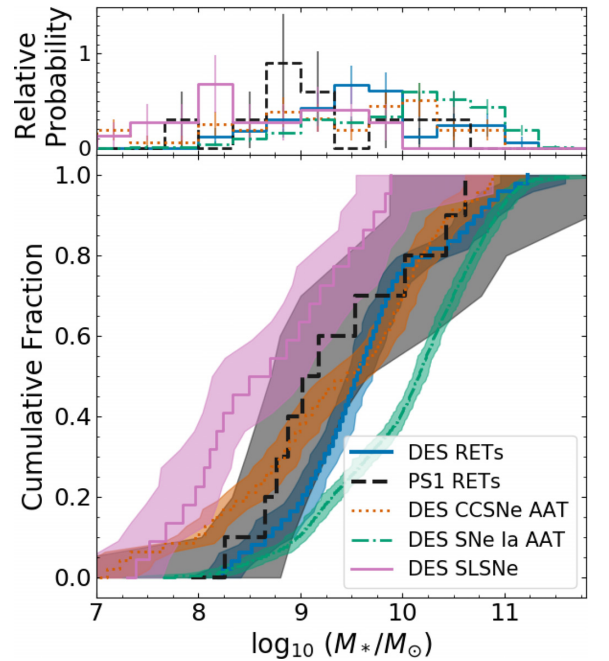 Relative
Probability
1
0
Cumulative Fraction
1.0
0.8
0.6
0.4
0.2
0.0
DES RETs
PS1 RETs
DES CCSNe AAT
DES SNe Ia AAT
DES SLSNe
7 8 9 10 11
log₁₀ (M*/M⊙)